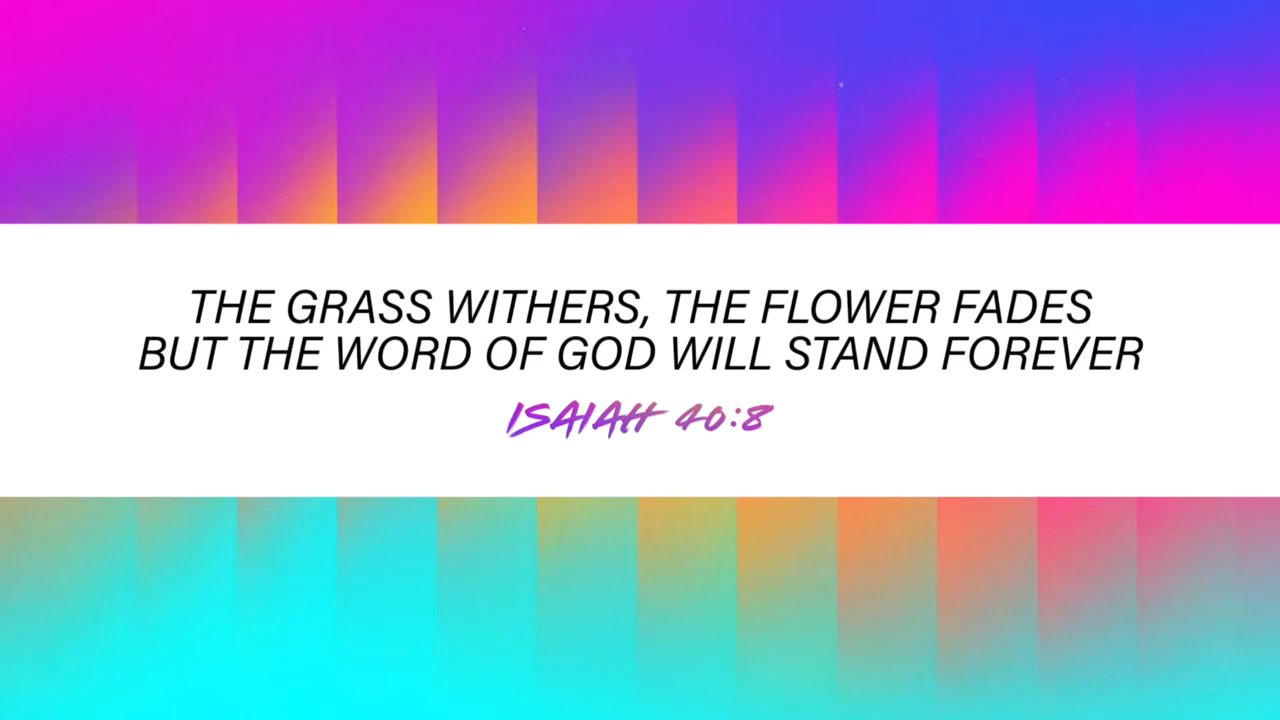 THE GRASS WITHERS, THE FLOWER FADES
BUT THE WORD OF GOD WILL STAND FOREVER
ISAIAH 40:8